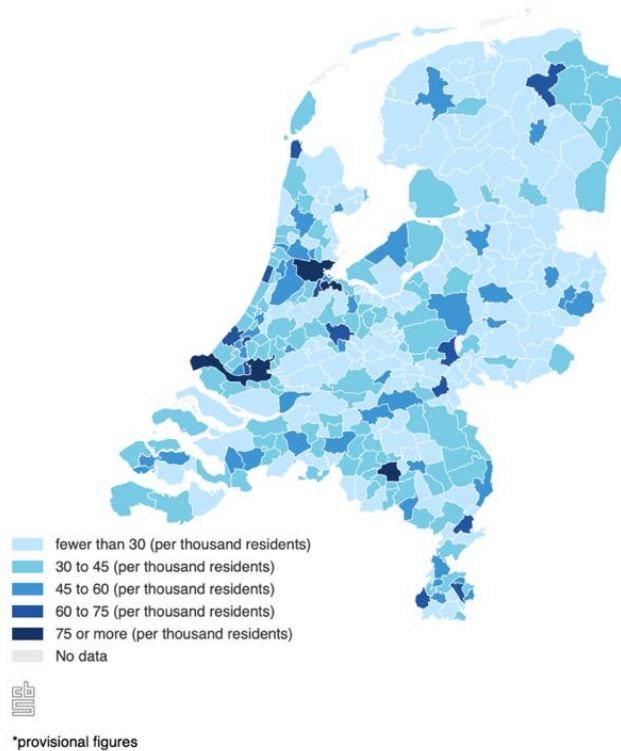 fewer than 30 (per thousand residents)
30 to 45 (per thousand residents)
45 to 60 (per thousand residents)
60 to 75 (per thousand residents)
75 or more (per thousand residents)
No data
cbs
*provisional figures